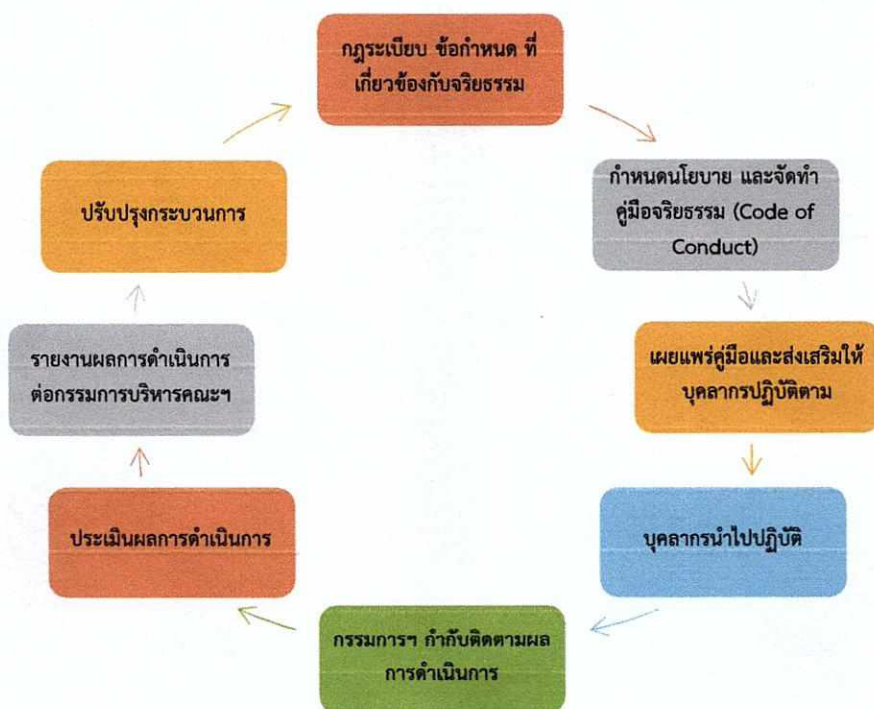 กฎระเบียบ ข้อกำหนด ที่
เกี่ยวข้องกับจริยธรรม
กำหนดนโยบาย และจัดทำ
คู่มือจริยธรรม (Code of
Conduct)
เผยแพร่คู่มือและส่งเสริมให้
บุคลากรปฏิบัติตาม
บุคลากรนำไปปฏิบัติ
กรรมการฯ กำกับติดตามผล
การดำเนินการ
ประเมินผลการดำเนินการ
รายงานผลการดำเนินการ
ต่อกรรมการบริหารคณะฯ
ปรับปรุงกระบวนการ